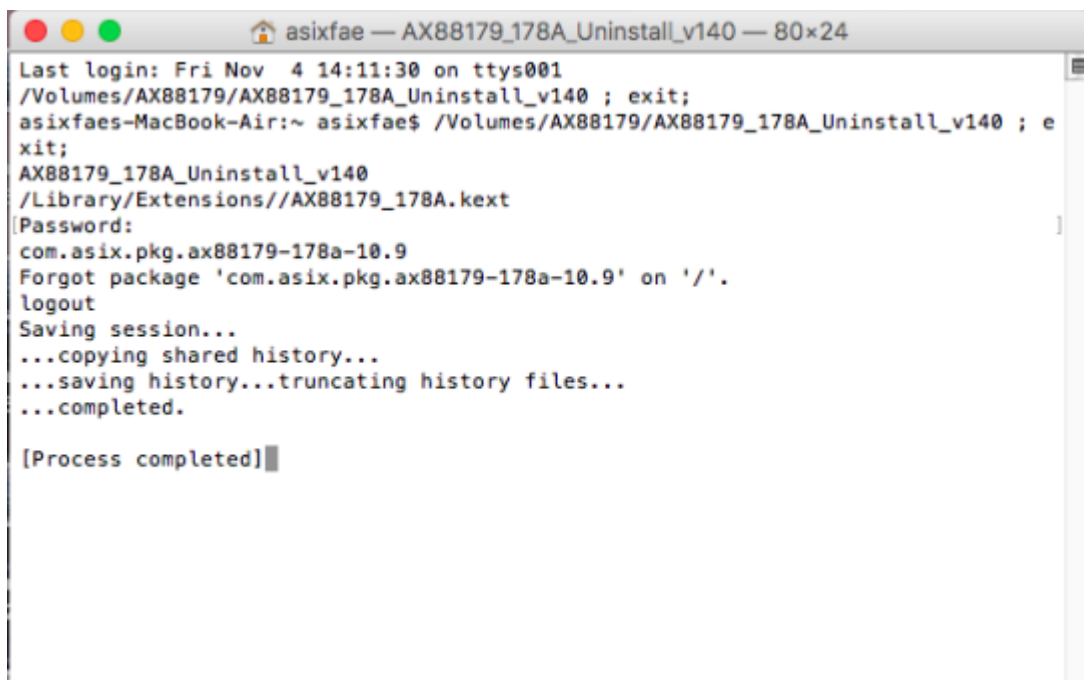 asixfae — AX88179_178A_Uninstall_v140 — 80×24
Last login: Fri Nov  4 14:11:30 on ttys001
/Volumes/AX88179/AX88179_178A_Uninstall_v140 ; exit;
asixfaes-MacBook-Air:~ asixfae$ /Volumes/AX88179/AX88179_178A_Uninstall_v140 ; e
xit;
AX88179_178A_Uninstall_v140
/Library/Extensions//AX88179_178A.kext
[Password: ]
com.asix.pkg.ax88179-178a-10.9
Forgot package 'com.asix.pkg.ax88179-178a-10.9' on '/'.
logout
Saving session...
...copying shared history...
...saving history...truncating history files...
...completed.
[Process completed]